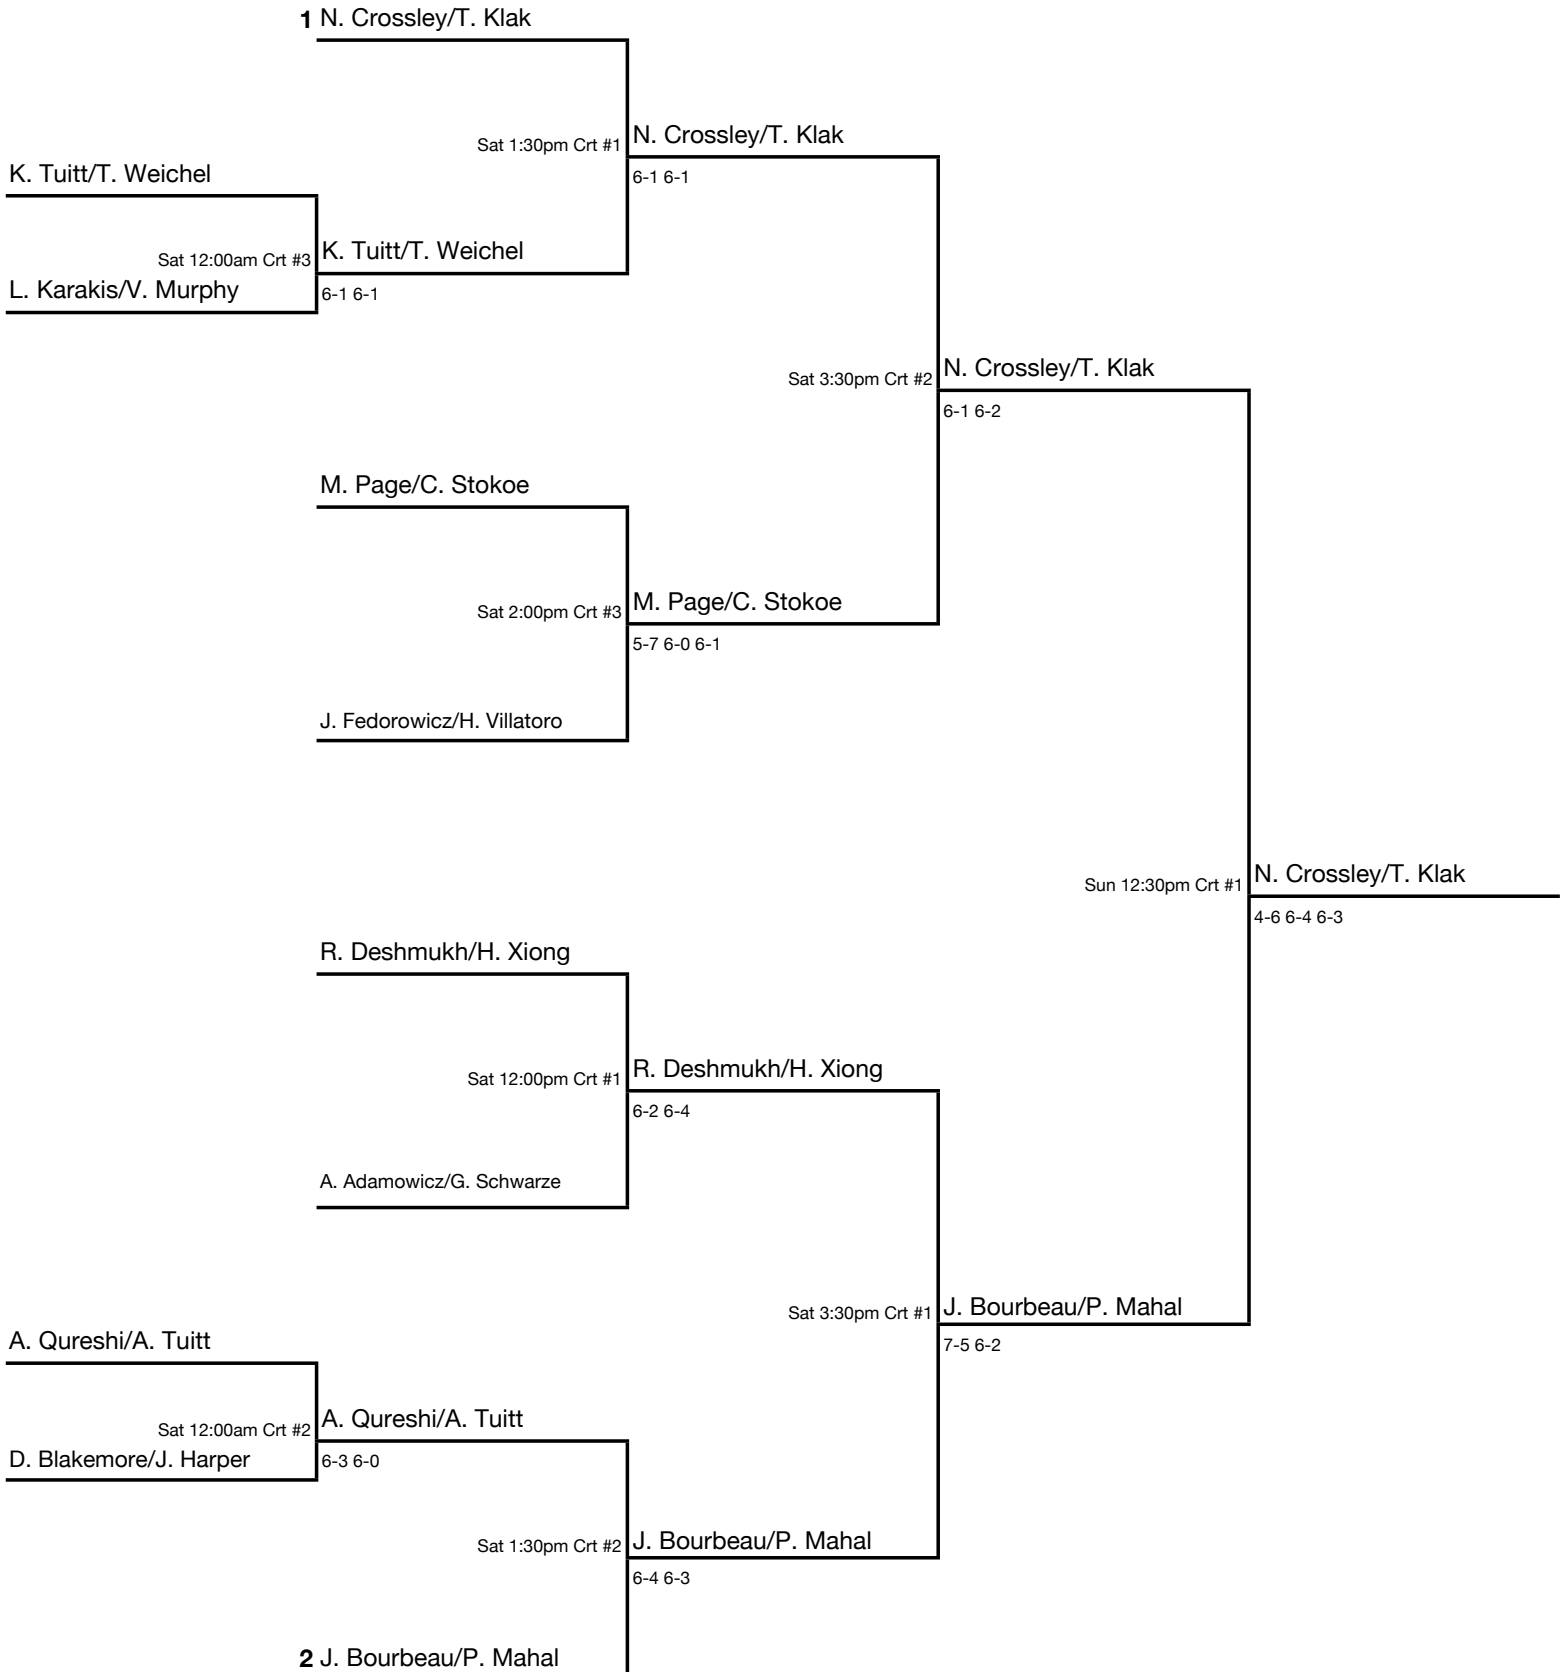 1 N. Crossley/T. Klak
Sat 1:30pm Crt #1
N. Crossley/T. Klak
6-1 6-1
K. Tuitt/T. Weichel
Sat 12:00am Crt #3
K. Tuitt/T. Weichel
L. Karakis/V. Murphy
6-1 6-1
Sat 3:30pm Crt #2
N. Crossley/T. Klak
6-1 6-2
M. Page/C. Stokoe
Sat 2:00pm Crt #3
M. Page/C. Stokoe
5-7 6-0 6-1
J. Fedorowicz/H. Villatoro
Sun 12:30pm Crt #1
N. Crossley/T. Klak
4-6 6-4 6-3
R. Deshmukh/H. Xiong
Sat 12:00pm Crt #1
R. Deshmukh/H. Xiong
6-2 6-4
A. Adamowicz/G. Schwarze
Sat 3:30pm Crt #1
J. Bourbeau/P. Mahal
7-5 6-2
A. Qureshi/A. Tuitt
Sat 12:00am Crt #2
A. Qureshi/A. Tuitt
D. Blakemore/J. Harper
6-3 6-0
Sat 1:30pm Crt #2
J. Bourbeau/P. Mahal
6-4 6-3
2 J. Bourbeau/P. Mahal